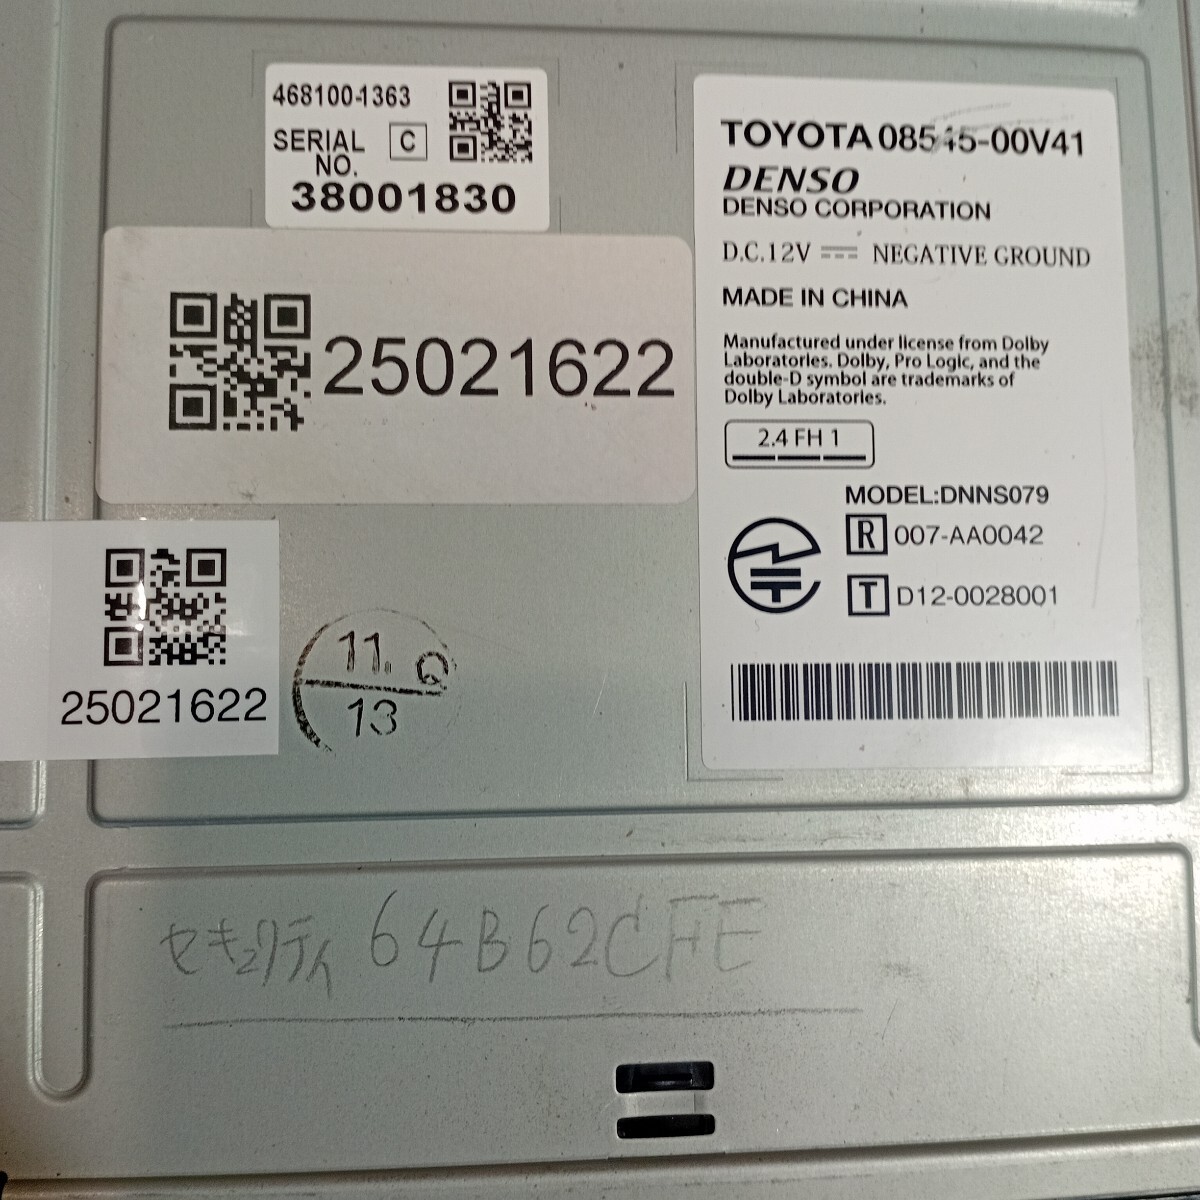 468100-1363
SERIAL C
NO.
38001830
25021622
25021622
11. Q
13
TOYOTA 08545-00V41
DENSO
DENSO CORPORATION
D.C.12V NEGATIVE GROUND
MADE IN CHINA
Manufactured under license from Dolby
Laboratories. Dolby, Pro Logic, and the
double-D symbol are trademarks of
Dolby Laboratories.
2.4 FH 1
MODEL:DNNS079
R 007-AA0042
T D12-0028001
セキュリティ 64B62CFE